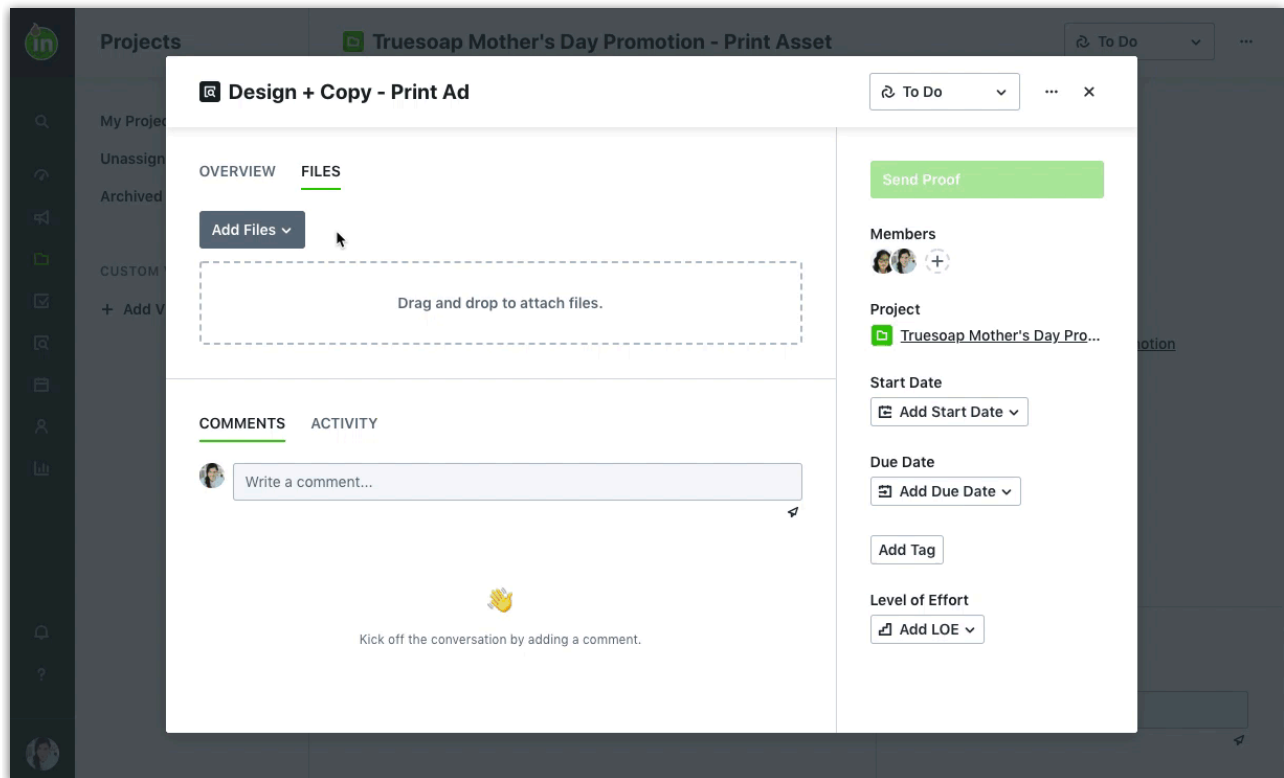 in
Projects
Truesoap Mother's Day Promotion - Print Asset
To Do
Design + Copy - Print Ad
To Do
My Projec
Unassign
Archived
CUSTOM
+ Add V
OVERVIEW
FILES
Add Files
Drag and drop to attach files.
COMMENTS
ACTIVITY
Write a comment...
Kick off the conversation by adding a comment.
Send Proof
Members
Project
Truesoap Mother's Day Pro...
Start Date
Add Start Date
Due Date
Add Due Date
Add Tag
Level of Effort
Add LOE
otion
?